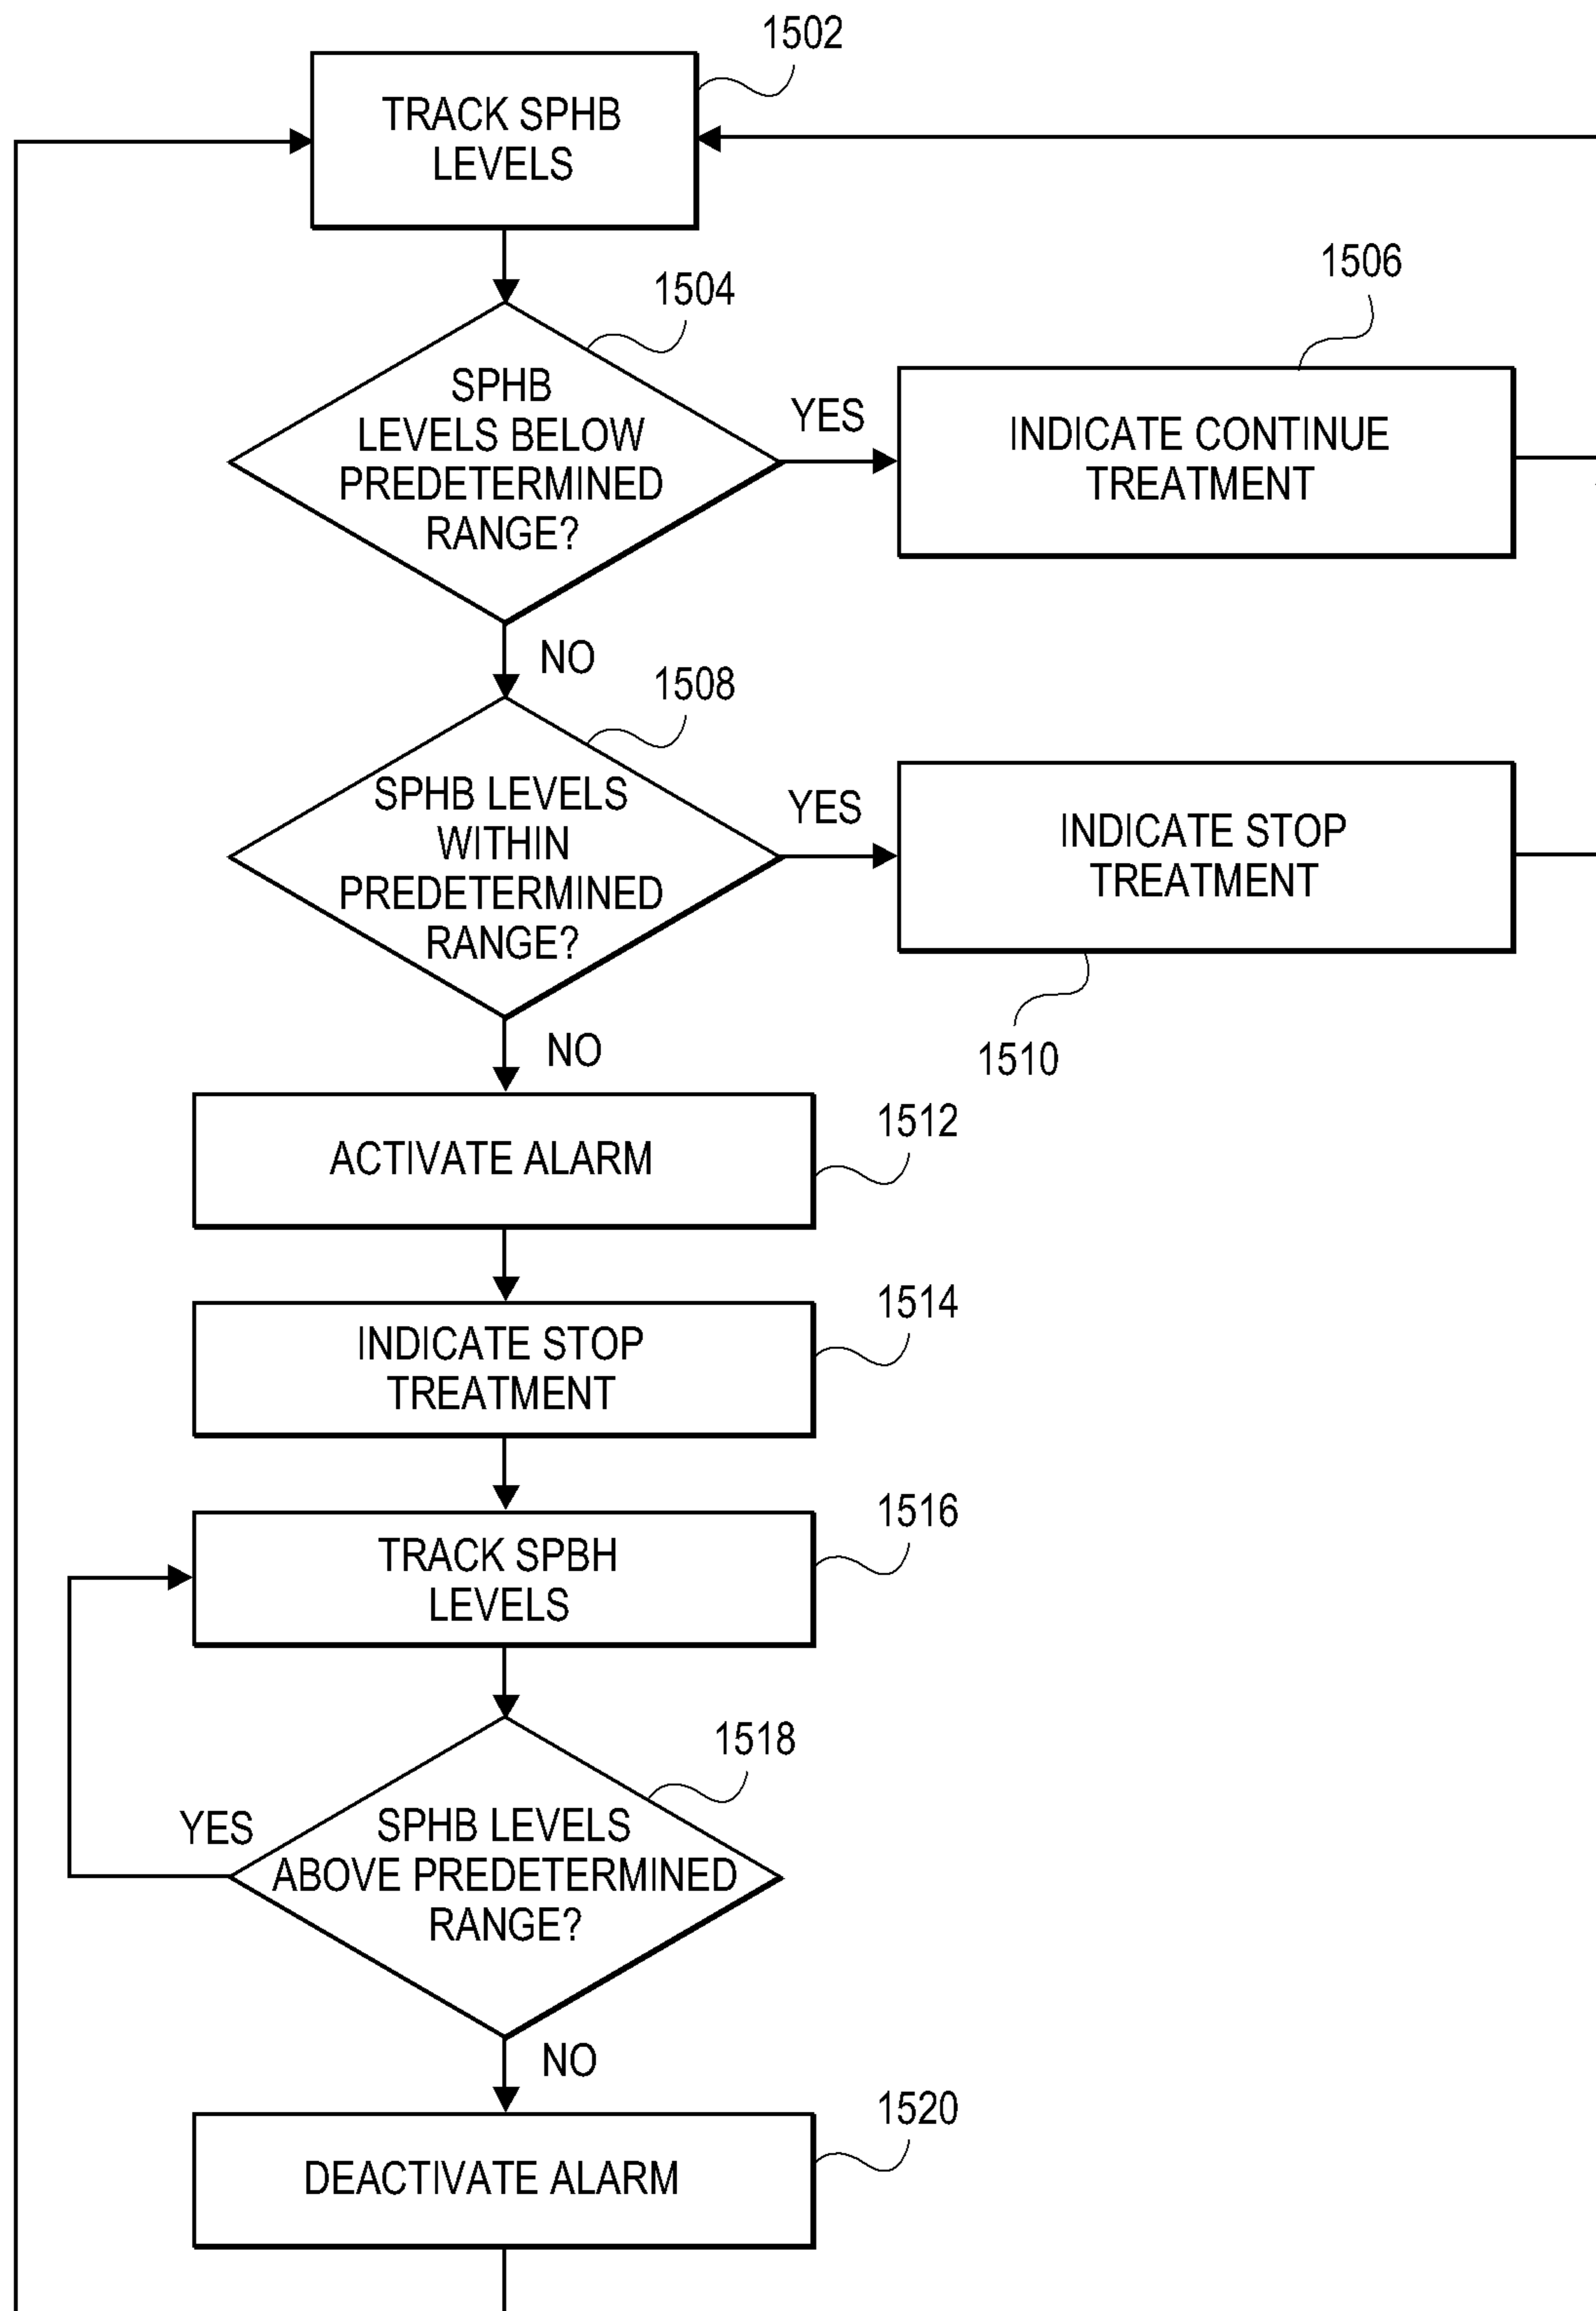 1502
TRACK SPHB
LEVELS
1504
SPHB
LEVELS BELOW
PREDETERMINED
RANGE?
YES
1506
INDICATE CONTINUE
TREATMENT
NO
1508
SPHB LEVELS
WITHIN
PREDETERMINED
RANGE?
YES
INDICATE STOP
TREATMENT
1510
NO
1512
ACTIVATE ALARM
1514
INDICATE STOP
TREATMENT
1516
TRACK SPBH
LEVELS
1518
YES
SPHB LEVELS
ABOVE PREDETERMINED
RANGE?
NO
1520
DEACTIVATE ALARM